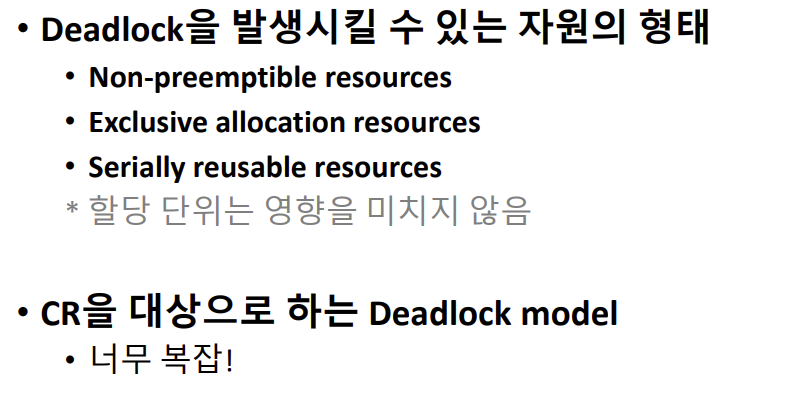 • Deadlock을 발생시킬 수 있는 자원의 형태
• Non-preemptible resources
• Exclusive allocation resources
• Serially reusable resources
* 할당 단위는 영향을 미치지 않음
• CR을 대상으로 하는 Deadlock model
• 너무 복잡!